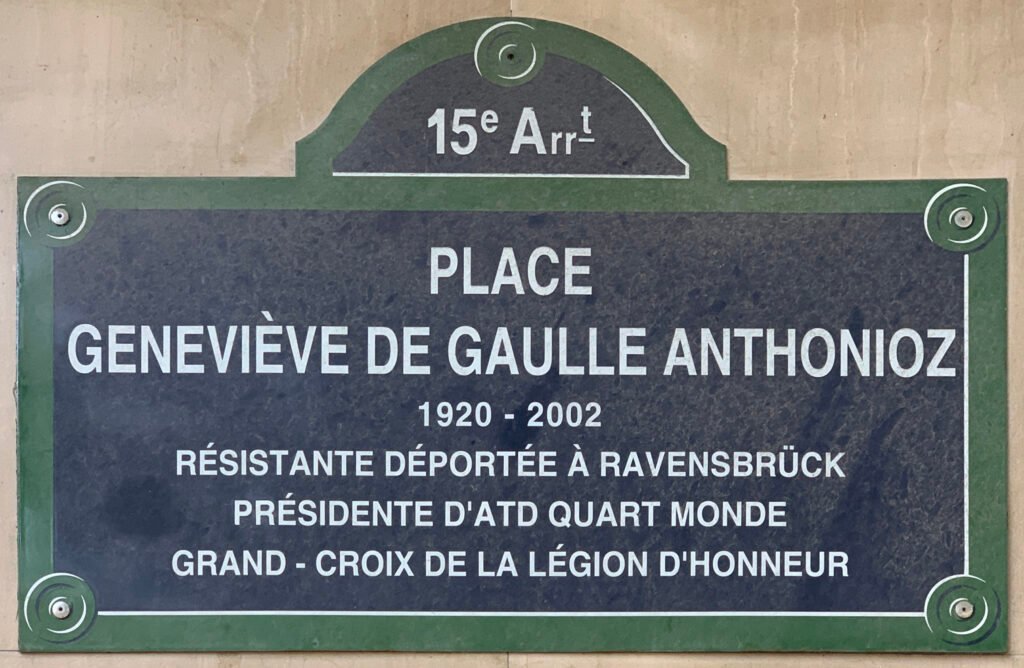 15e Arrt
PLACE
GENEVIÈVE DE GAULLE ANTHONIOZ
1920 - 2002
RÉSISTANTE DÉPORTÉE À RAVENSBRÜCK
PRÉSIDENTE D'ATD QUART MONDE
GRAND - CROIX DE LA LÉGION D'HONNEUR